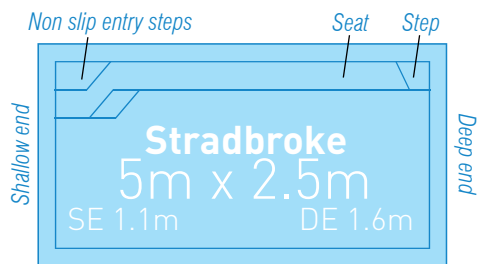 Non slip entry steps
Seat
Step
Shallow end
Deep end
Stradbroke
5m x 2.5m
SE 1.1m
DE 1.6m